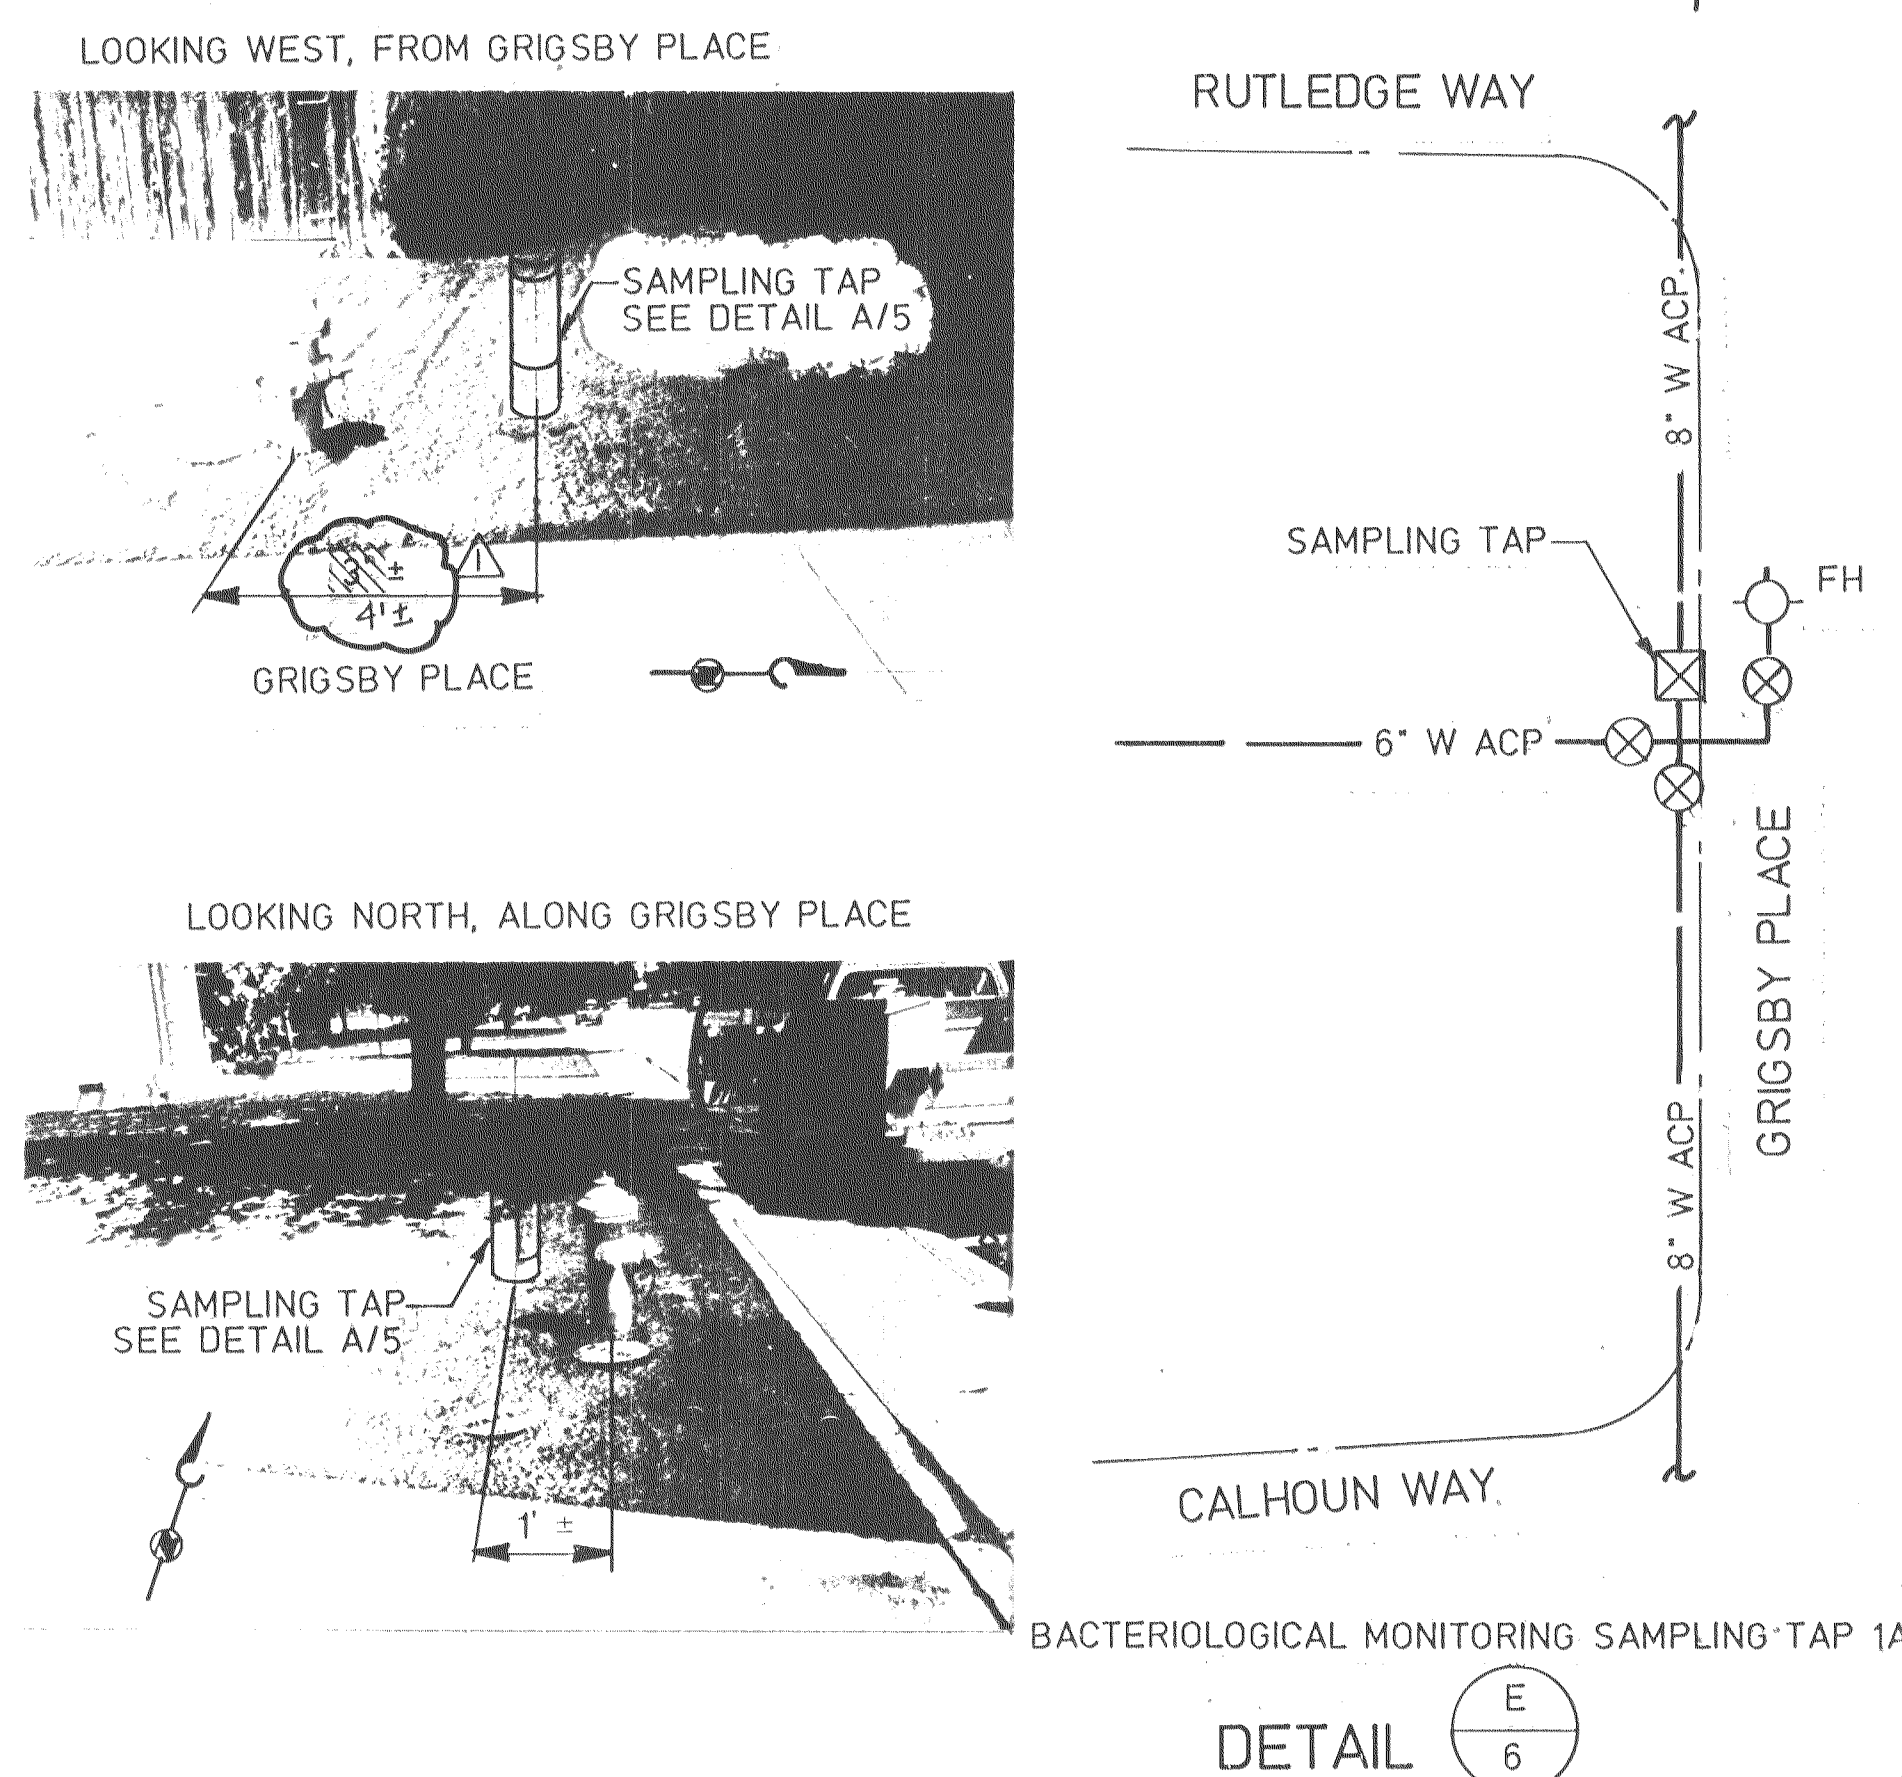 LOOKING WEST, FROM GRIGSBY PLACE
SAMPLING TAP
SEE DETAIL A/5
1
4'±
GRIGSBY PLACE
LOOKING NORTH, ALONG GRIGSBY PLACE
SAMPLING TAP
SEE DETAIL A/5
1' ±
RUTLEDGE WAY
8" W ACP
SAMPLING TAP
FH
6" W ACP
GRIGSBY PLACE
8" W ACP
CALHOUN WAY
BACTERIOLOGICAL MONITORING SAMPLING TAP 1A
DETAIL
E
6